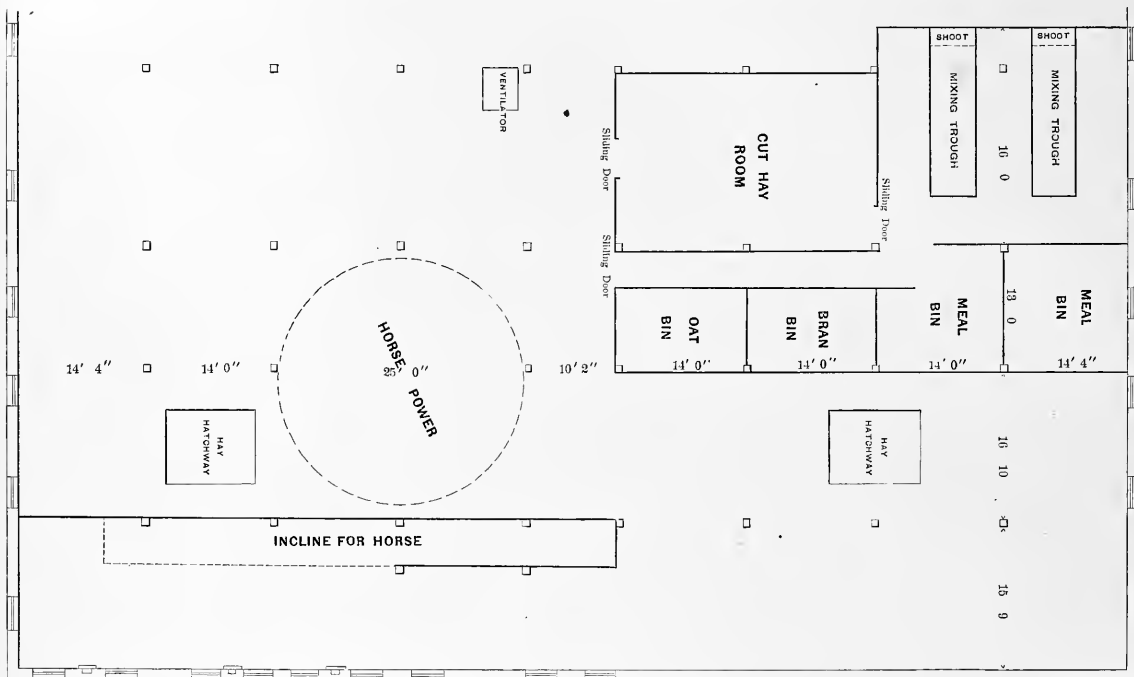 SHOOT
SHOOT
MIXING TROUGH
MIXING TROUGH
VENTILATOR
CUT HAY
ROOM
Sliding Door
Sliding Door
Sliding Door
16 0
MEAL
BIN
13 0
MEAL
BIN
BRAN
BIN
OAT
BIN
HORSE POWER
14' 4"
14' 0"
25' 0"
10' 2"
14' 0"
14' 0"
14' 0"
14' 4"
HAY
HATCHWAY
HAY
HATCHWAY
16 10
INCLINE FOR HORSE
15 9